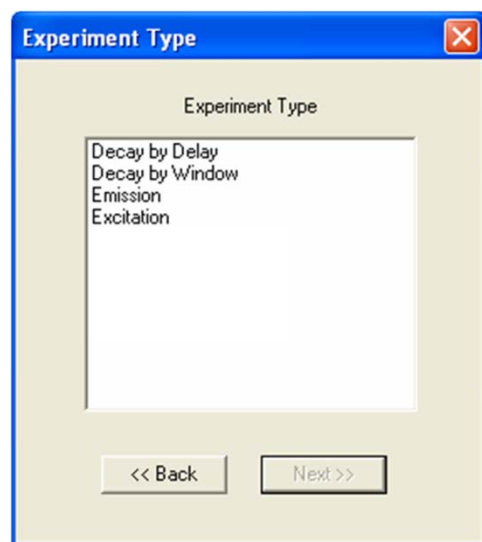 Experiment Type
Experiment Type
Decay by Delay
Decay by Window
Emission
Excitation
<< Back Next >>